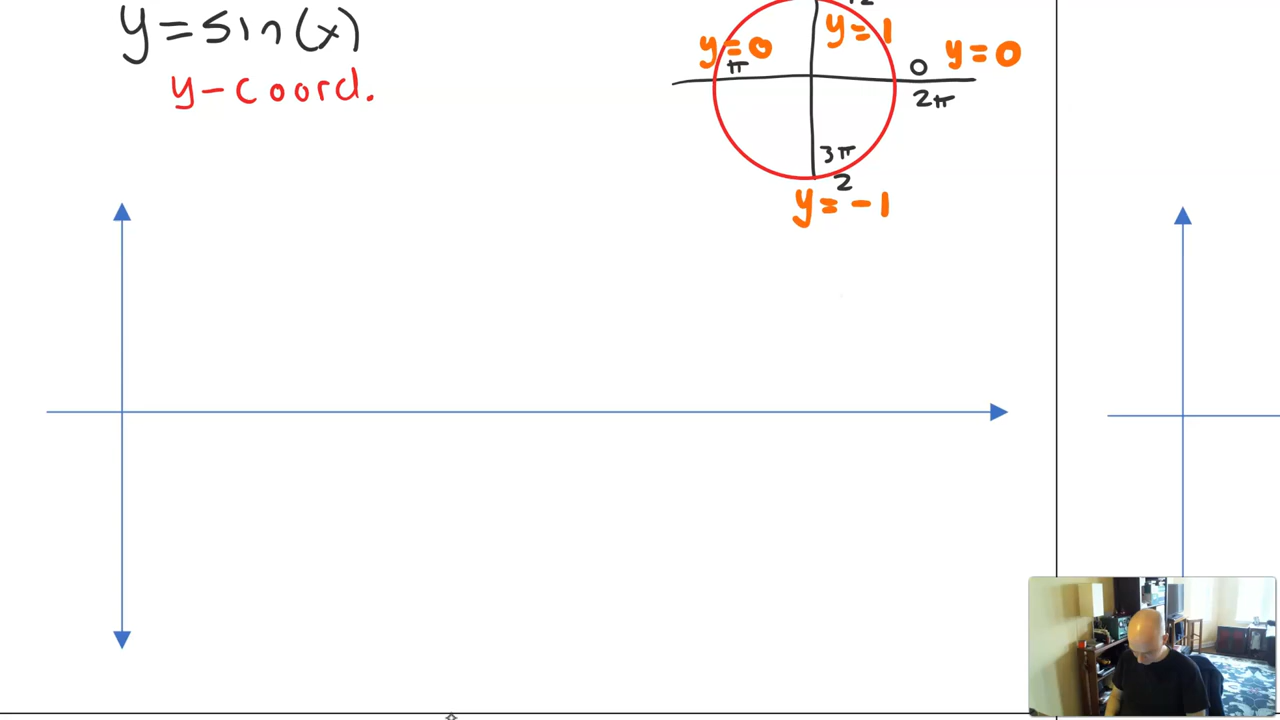 y=sin(x)
y-coord.
y=1
y=0
π
0
y=0
2π
3π
2
y=-1